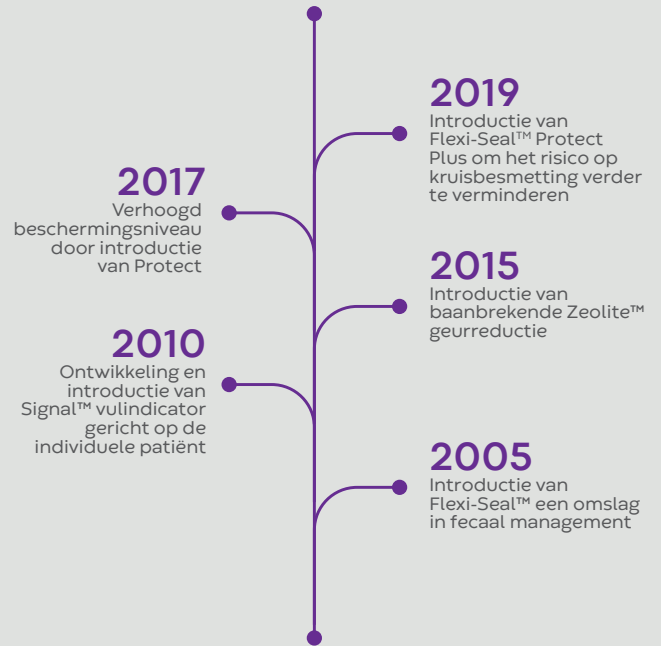 2019
Introductie van
Flexi-Seal™ Protect
Plus om het risico op
kruisbesmetting verder
te verminderen
2017
Verhoogd
beschermingsniveau
door introductie
van Protect
2015
Introductie van
baanbrekende Zeolite™
geurreductie
2010
Ontwikkeling en
introductie van
Signal™ vulindicator
gericht op de
individuele patiënt
2005
Introductie van
Flexi-Seal™ een omslag
in fecaal management